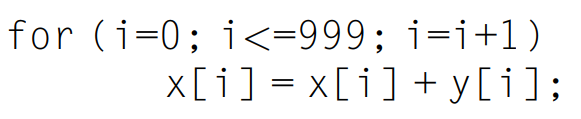 for (i=0; i<=999; i=i+1)
x[i] = x[i] + y[i];